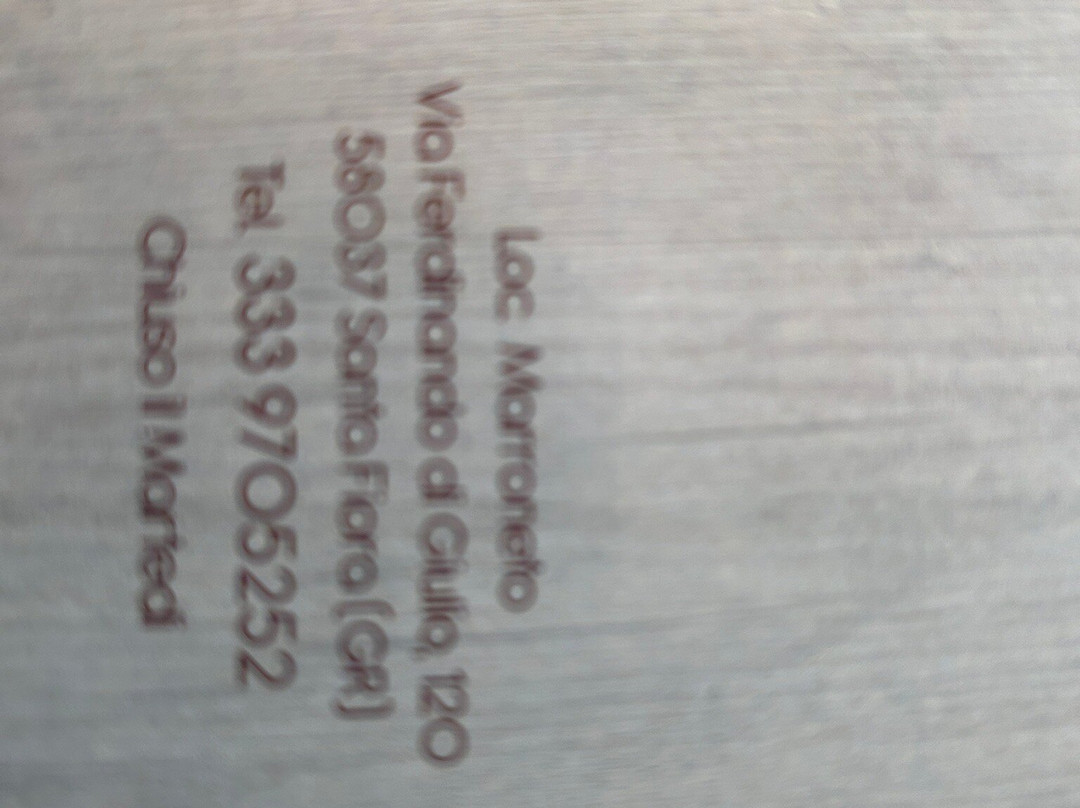 Loc. Marroneto
Via Ferdinando di Giulio, 120
58037 Santa Fiora (GR)
Tel. 333 9705252
Chiuso il Martedì